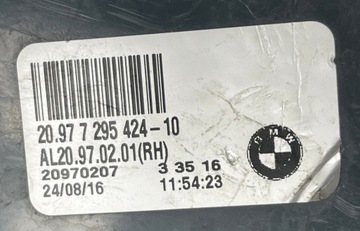 20.97 7 295 424-10
AL20.97.02.01(RH)
20970207 3 35 16
24/08/16 11:54:23
BMW